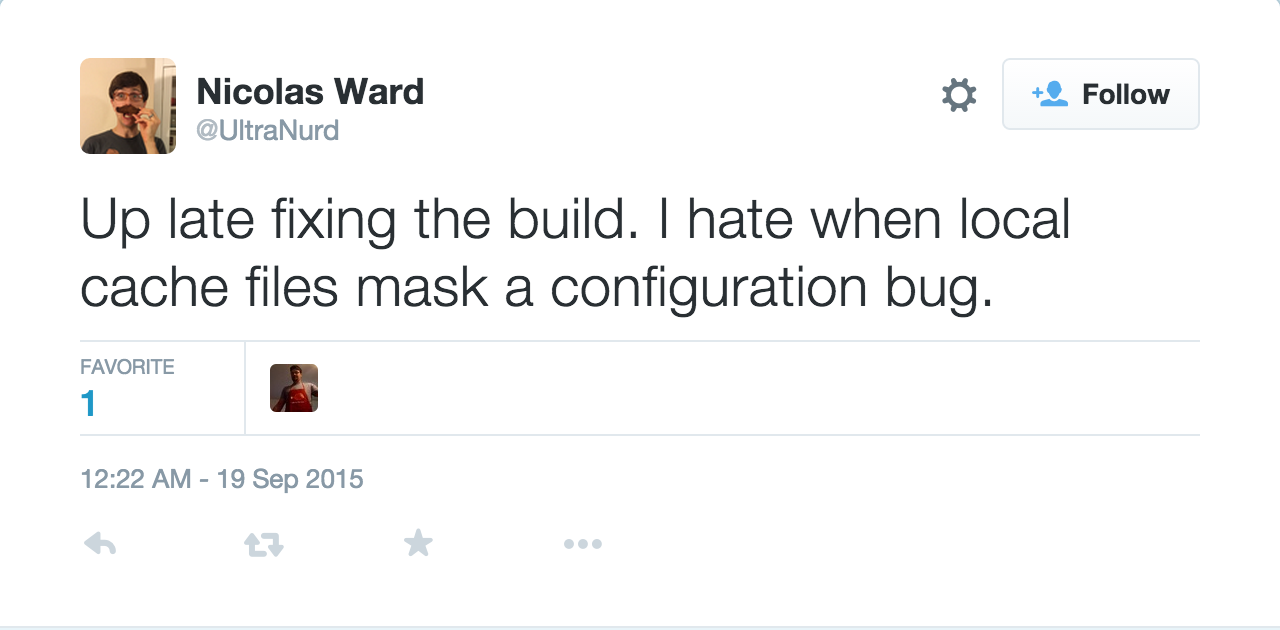 Nicolas Ward
@UltraNurd
Follow
Up late fixing the build. I hate when local
cache files mask a configuration bug.
FAVORITE
1
12:22 AM - 19 Sep 2015